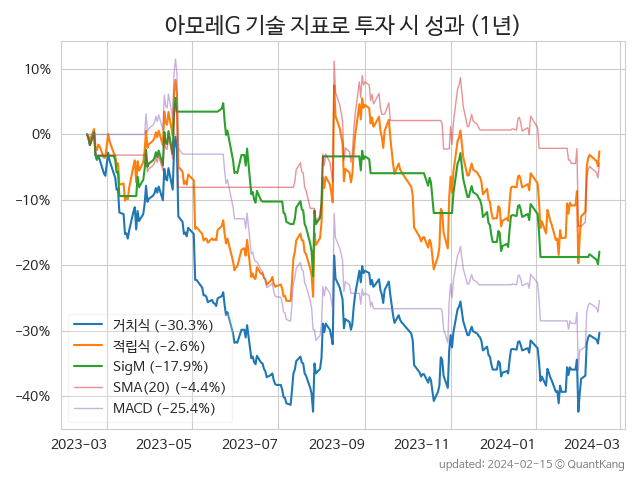 아모레G 기술 지표로 투자 시 성과 (1년)
10%
0%
−10%
−20%
−30%
−40%
거치식 (−30.3%)
적립식 (−2.6%)
SigM (−17.9%)
SMA(20) (−4.4%)
MACD (−25.4%)
2023-03 2023-05 2023-07 2023-09 2023-11 2024-01 2024-03
updated: 2024-02-15 © QuantKang